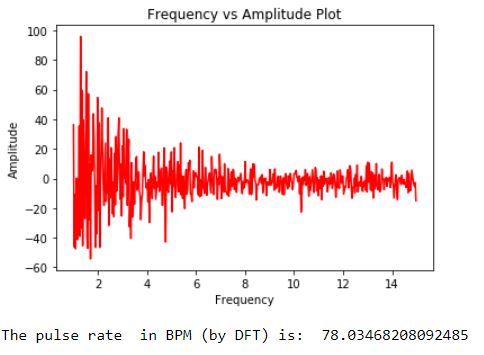 Frequency vs Amplitude Plot
100
80
60
40
20
0
−20
−40
−60
Amplitude
2 4 6 8 10 12 14
Frequency
The pulse rate  in BPM (by DFT) is:  78.03468208092485